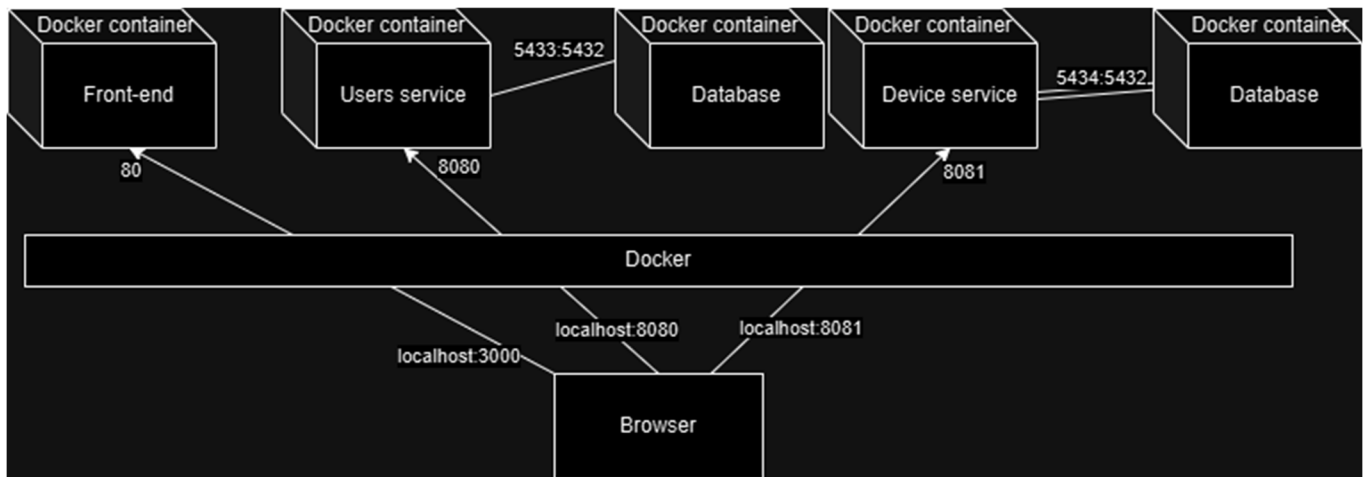 Docker container
Docker container
Docker container
Docker container
Docker container
5433:5432
5434:5432
Front-end
Users service
Database
Device service
Database
80
8080
8081
Docker
localhost:8080
localhost:8081
localhost:3000
Browser